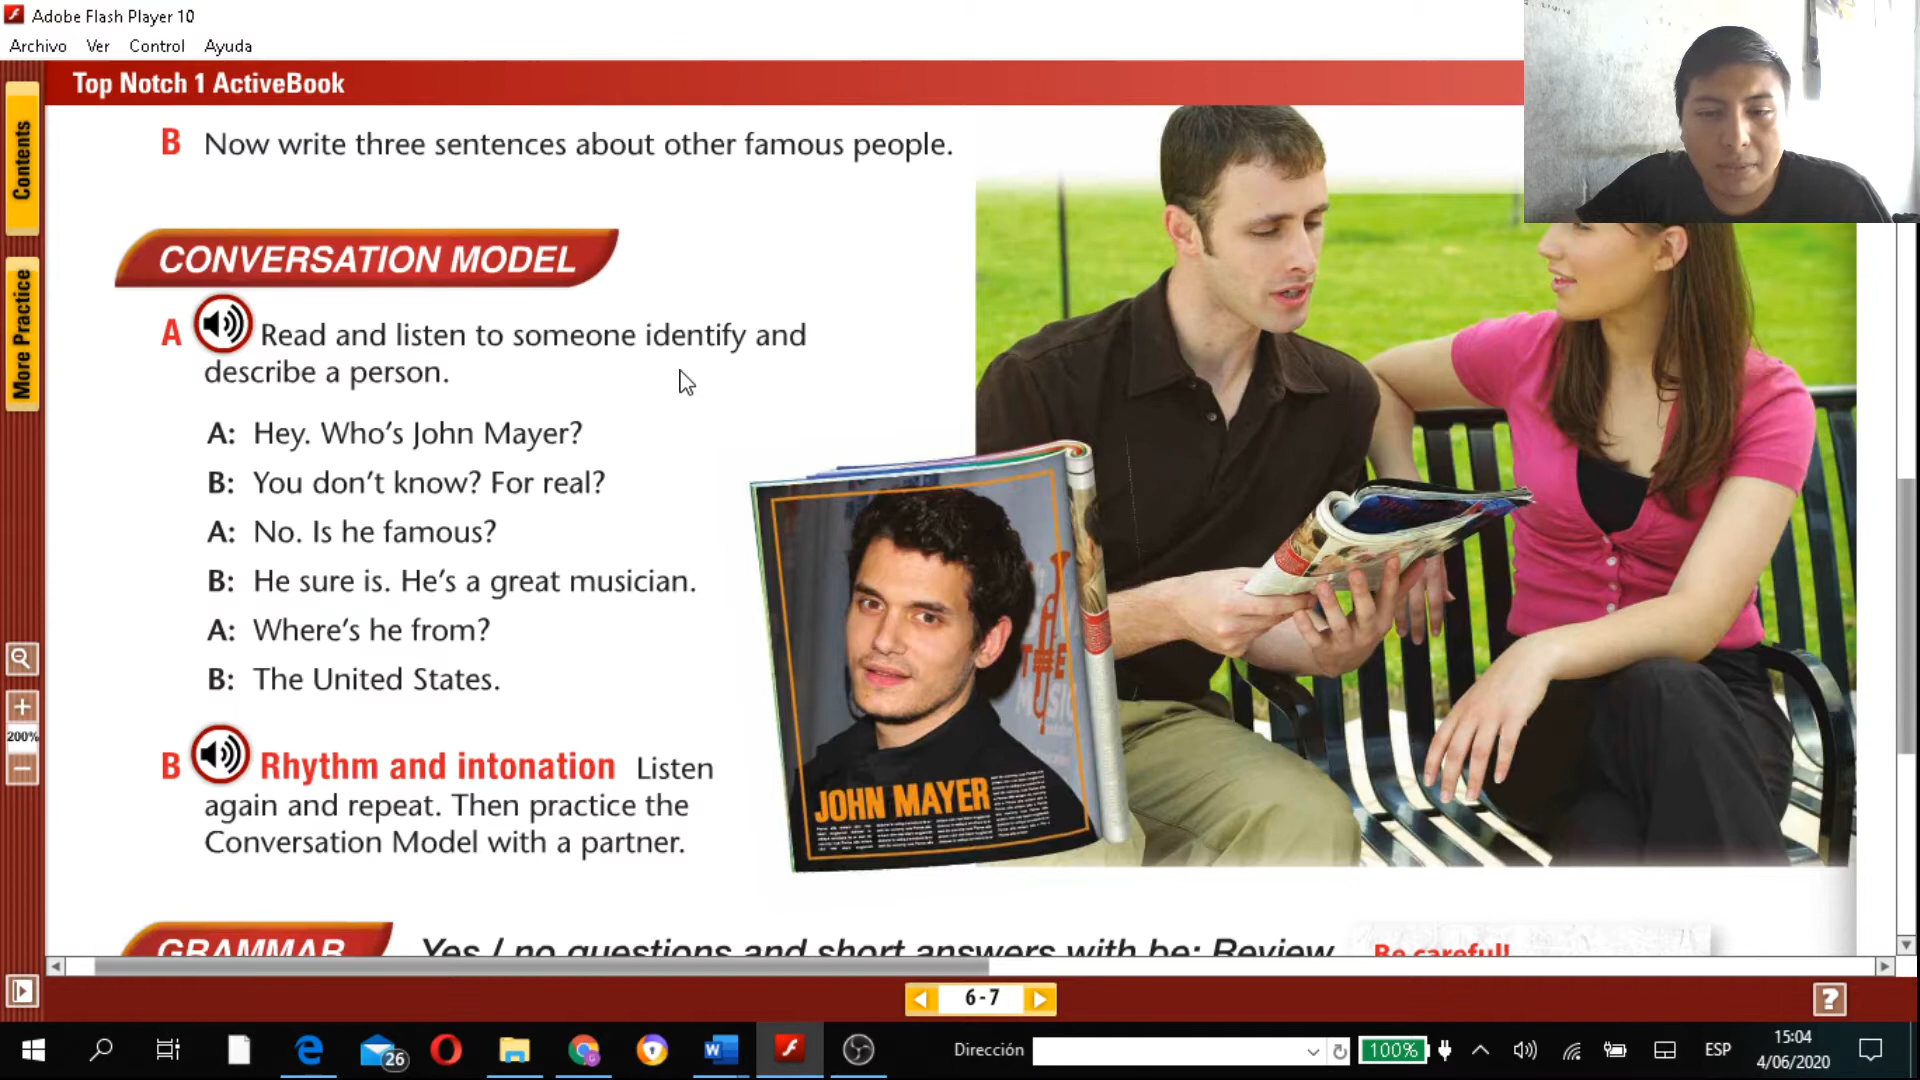 Adobe Flash Player 10
Archivo Ver Control Ayuda
Top Notch 1 ActiveBook
Contents
More Practice
B Now write three sentences about other famous people.
CONVERSATION MODEL
A Read and listen to someone identify and
describe a person.
A: Hey. Who's John Mayer?
B: You don't know? For real?
A: No. Is he famous?
B: He sure is. He's a great musician.
A: Where's he from?
B: The United States.
B Rhythm and intonation Listen
again and repeat. Then practice the
Conversation Model with a partner.
JOHN MAYER
GRAMMAR Yes / no questions and short answers with be: Review
Be careful!
200%
6-7
?
26
Dirección
100%
ESP
15:04
4/06/2020